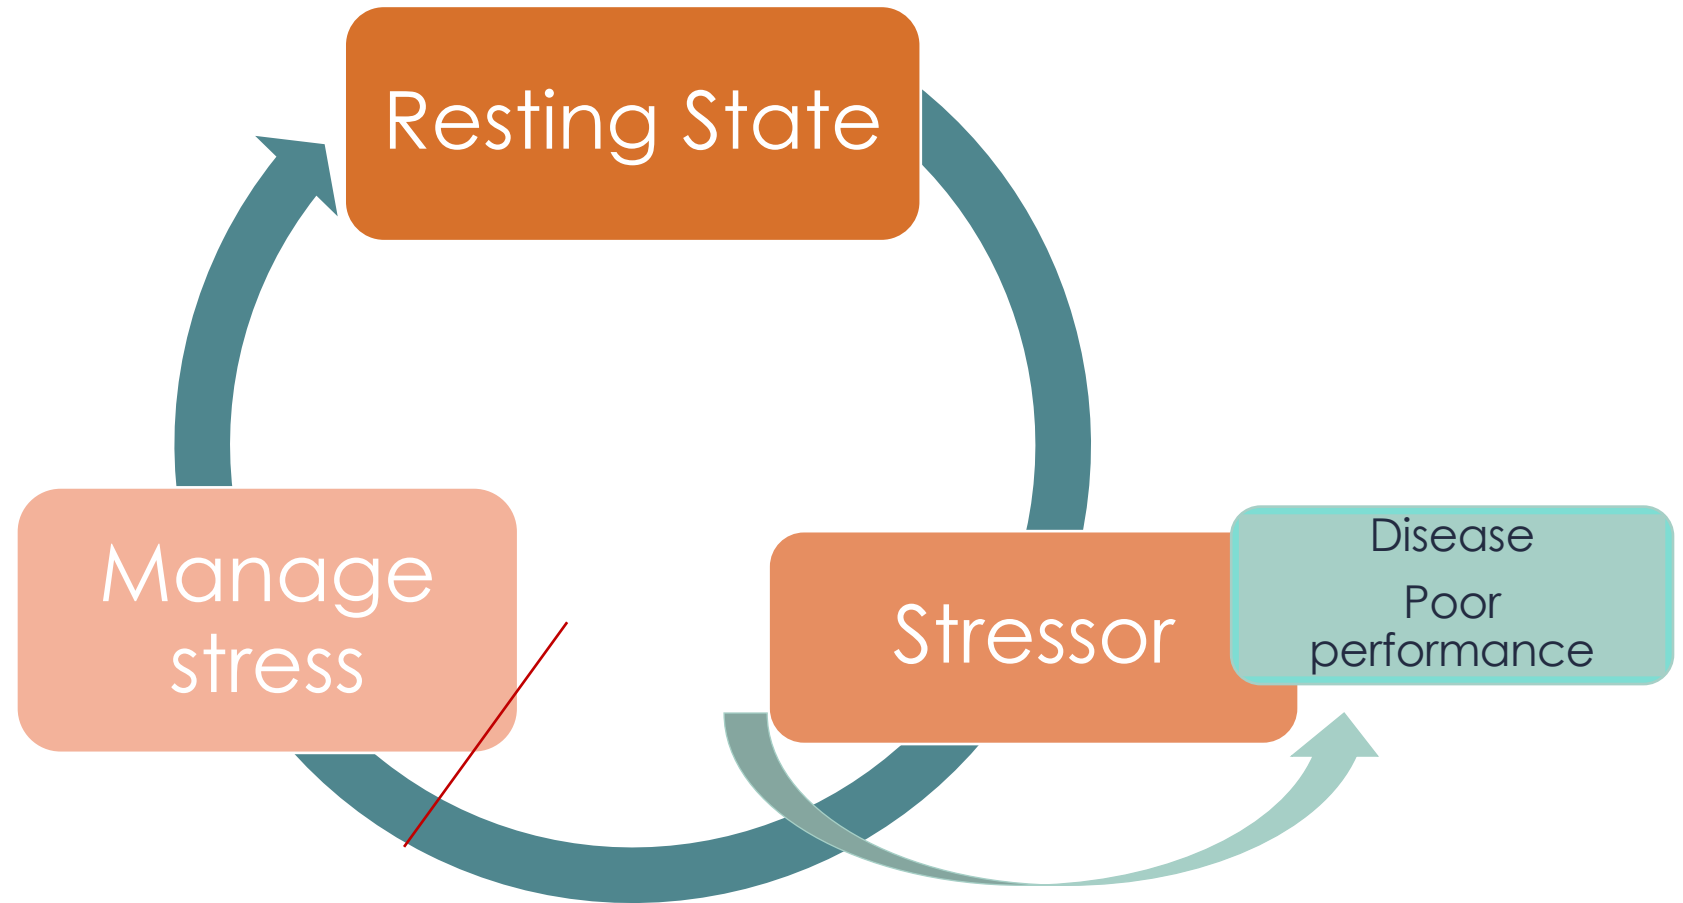 Resting State
Manage
stress
Stressor
Disease
Poor
performance